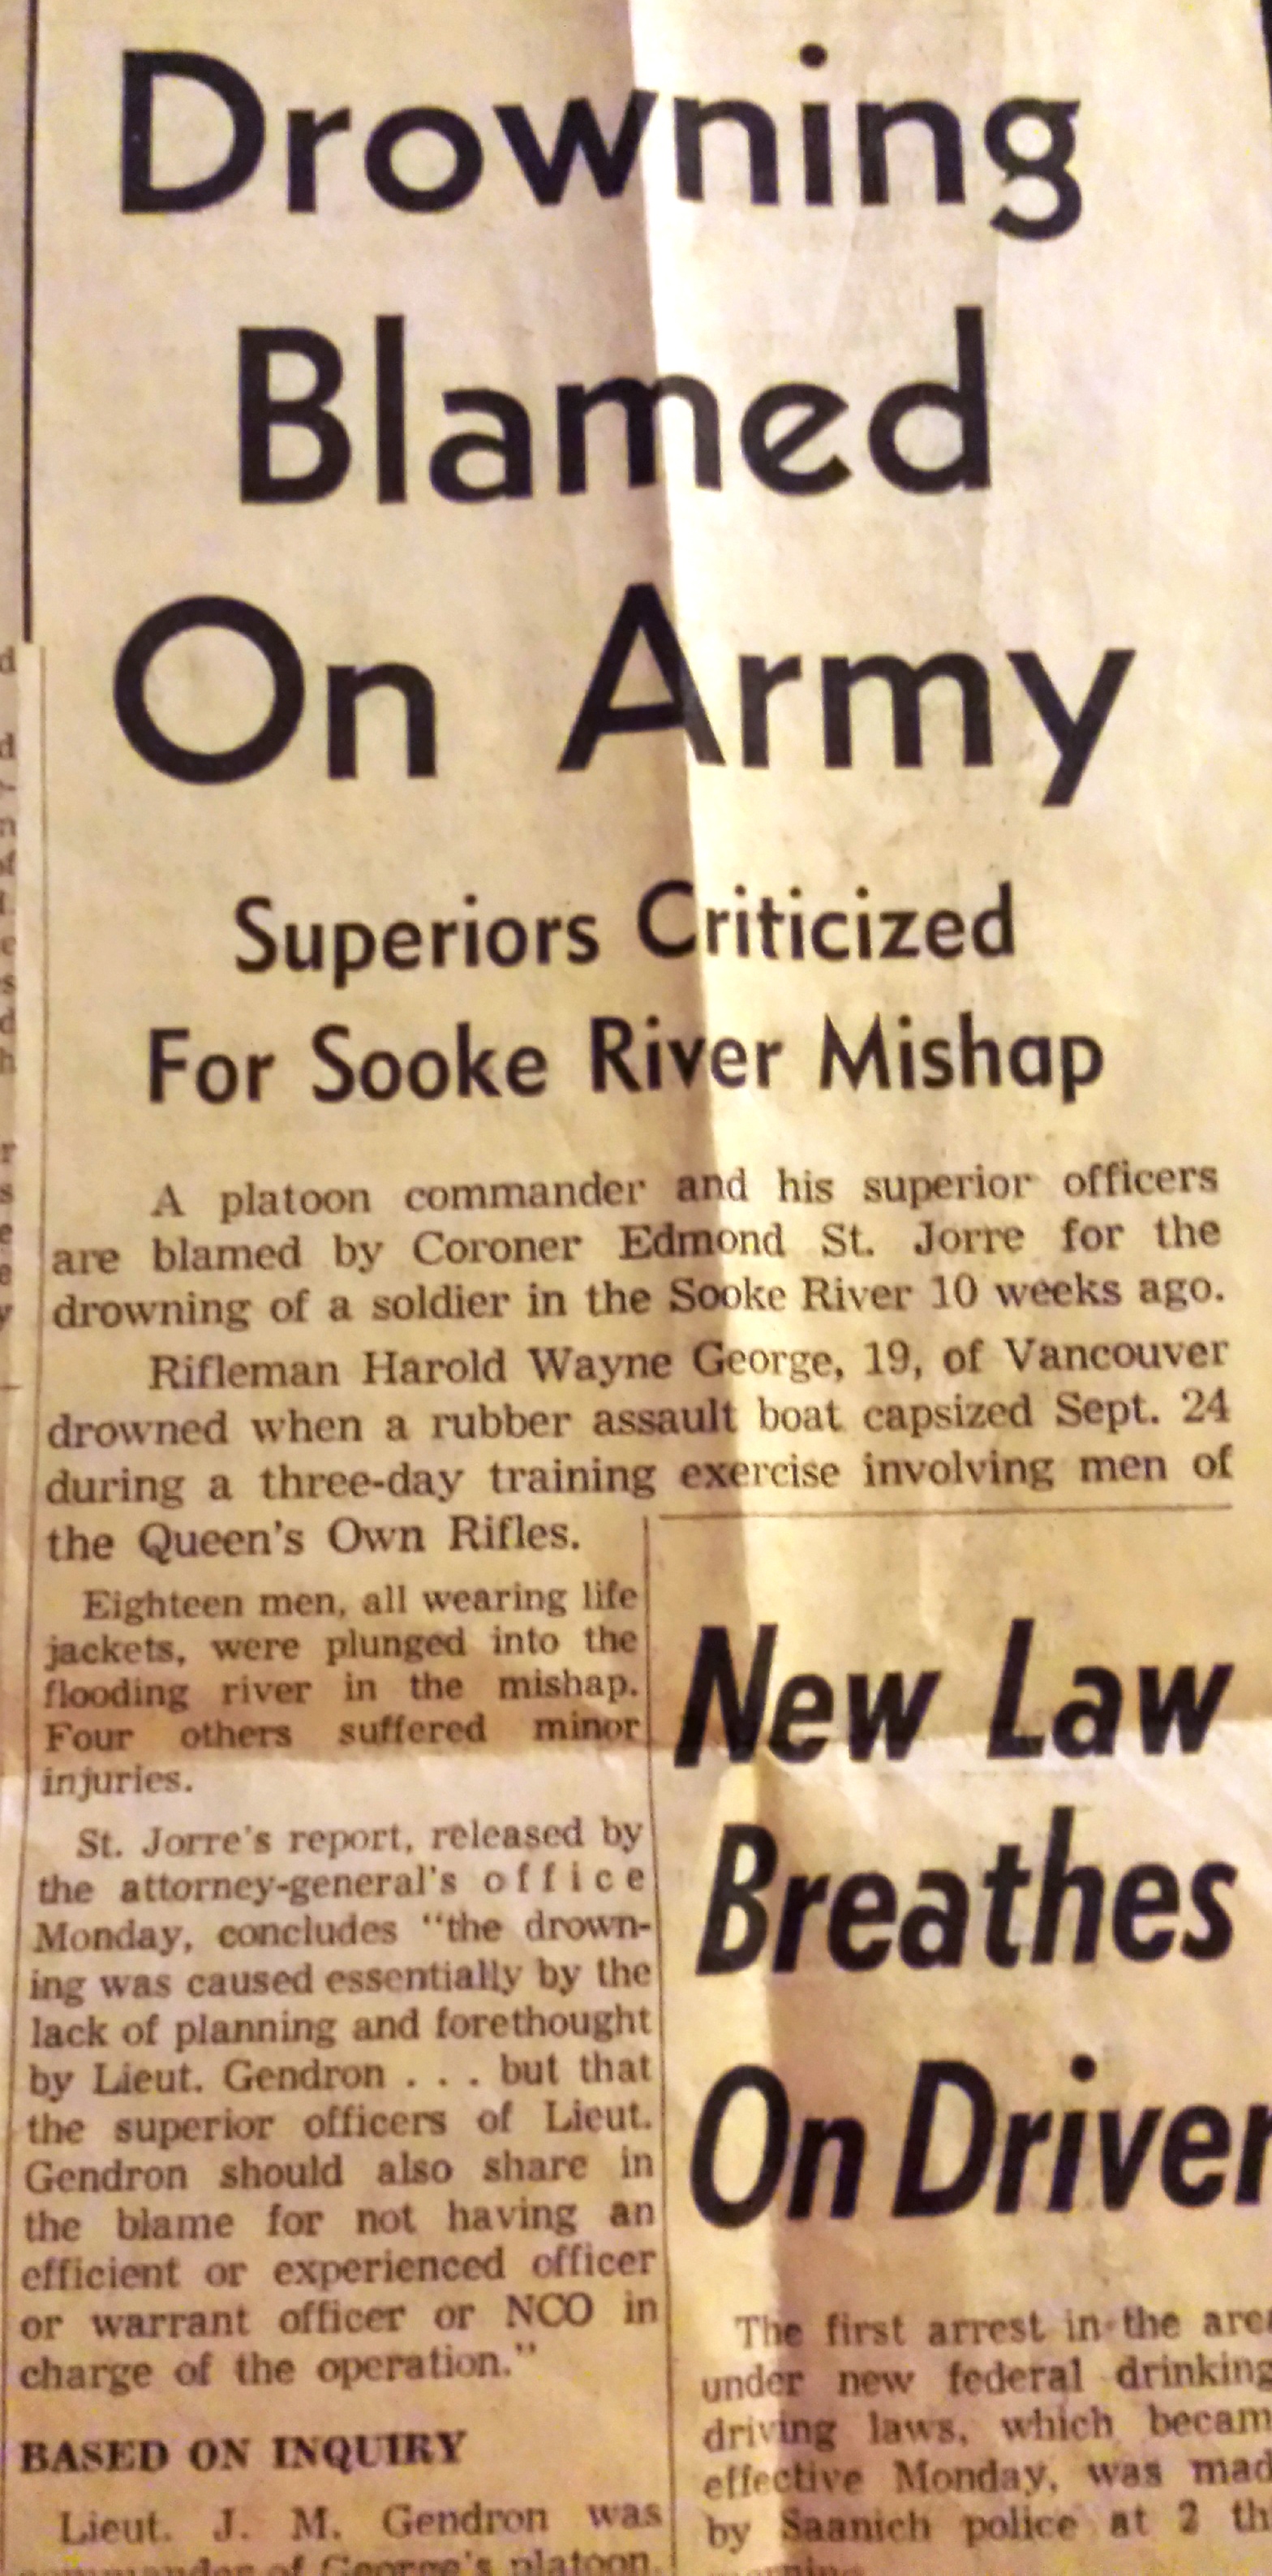 Drowning
Blamed
On Army
Superiors Criticized
For Sooke River Mishap
A platoon commander and his superior officers
are blamed by Coroner Edmond St. Jorre for the
drowning of a soldier in the Sooke River 10 weeks ago.
Rifleman Harold Wayne George, 19, of Vancouver
drowned when a rubber assault boat capsized Sept. 24
during a three-day training exercise involving men of
the Queen's Own Rifles.
Eighteen men, all wearing life
jackets, were plunged into the
flooding river in the mishap.
Four others suffered minor
injuries.
St. Jorre's report, released by
the attorney-general's office
Monday, concludes "the drown-
ing was caused essentially by the
lack of planning and forethought
by Lieut. Gendron . . . but that
the superior officers of Lieut.
Gendron should also share in
the blame for not having an
efficient or experienced officer
or warrant officer or NCO in
charge of the operation."
BASED ON INQUIRY
Lieut. J. M. Gendron was
commander of George's platoon.
New Law
Breathes
On Driver
The first arrest in the
under new federal drinking
driving laws, which becam
effective Monday, was mad
by Saanich police at 2 th